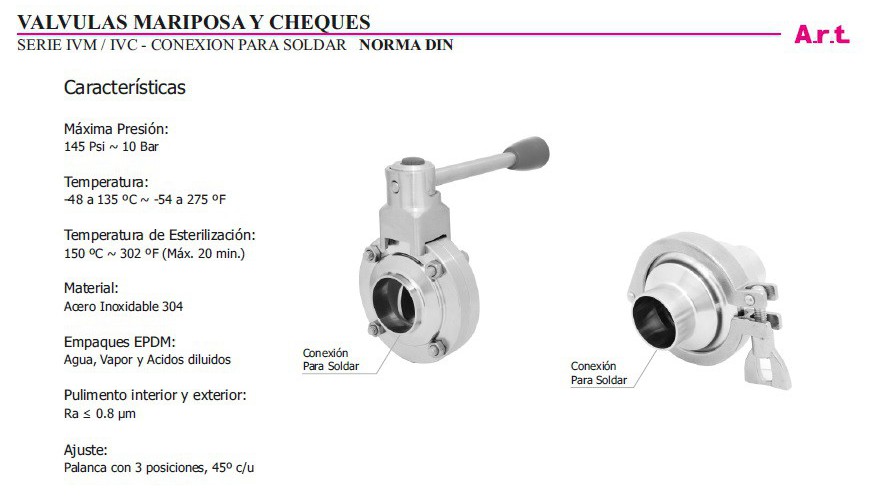 VALVULAS MARIPOSA Y CHEQUES
SERIE IVM / IVC - CONEXION PARA SOLDAR NORMA DIN
A.r.t.
Características
Máxima Presión:
145 Psi ~ 10 Bar
Temperatura:
-48 a 135 ºC ~ -54 a 275 ºF
Temperatura de Esterilización:
150 ºC ~ 302 ºF (Máx. 20 min.)
Material:
Acero Inoxidable 304
Empaques EPDM:
Agua, Vapor y Acidos diluidos
Pulimento interior y exterior:
Ra ≤ 0.8 µm
Ajuste:
Palanca con 3 posiciones, 45º c/u
Conexión
Para Soldar
Conexión
Para Soldar